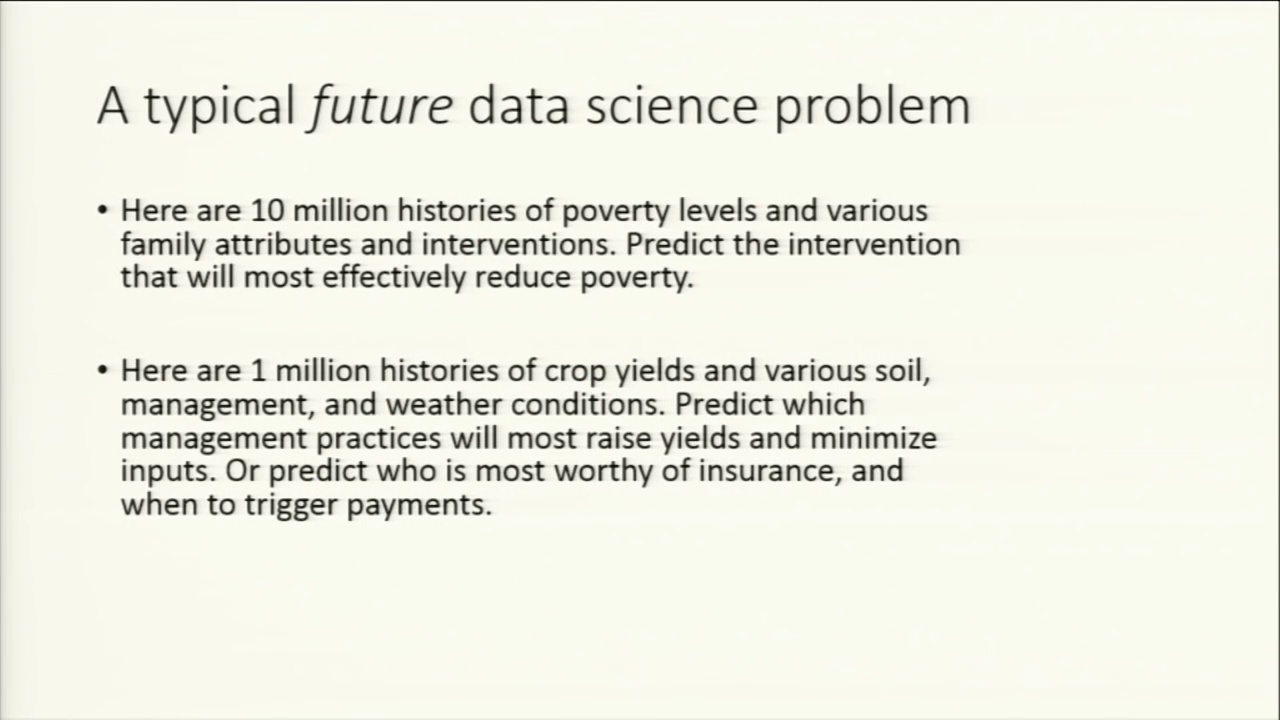 A typical future data science problem
• Here are 10 million histories of poverty levels and various
family attributes and interventions. Predict the intervention
that will most effectively reduce poverty.
• Here are 1 million histories of crop yields and various soil,
management, and weather conditions. Predict which
management practices will most raise yields and minimize
inputs. Or predict who is most worthy of insurance, and
when to trigger payments.